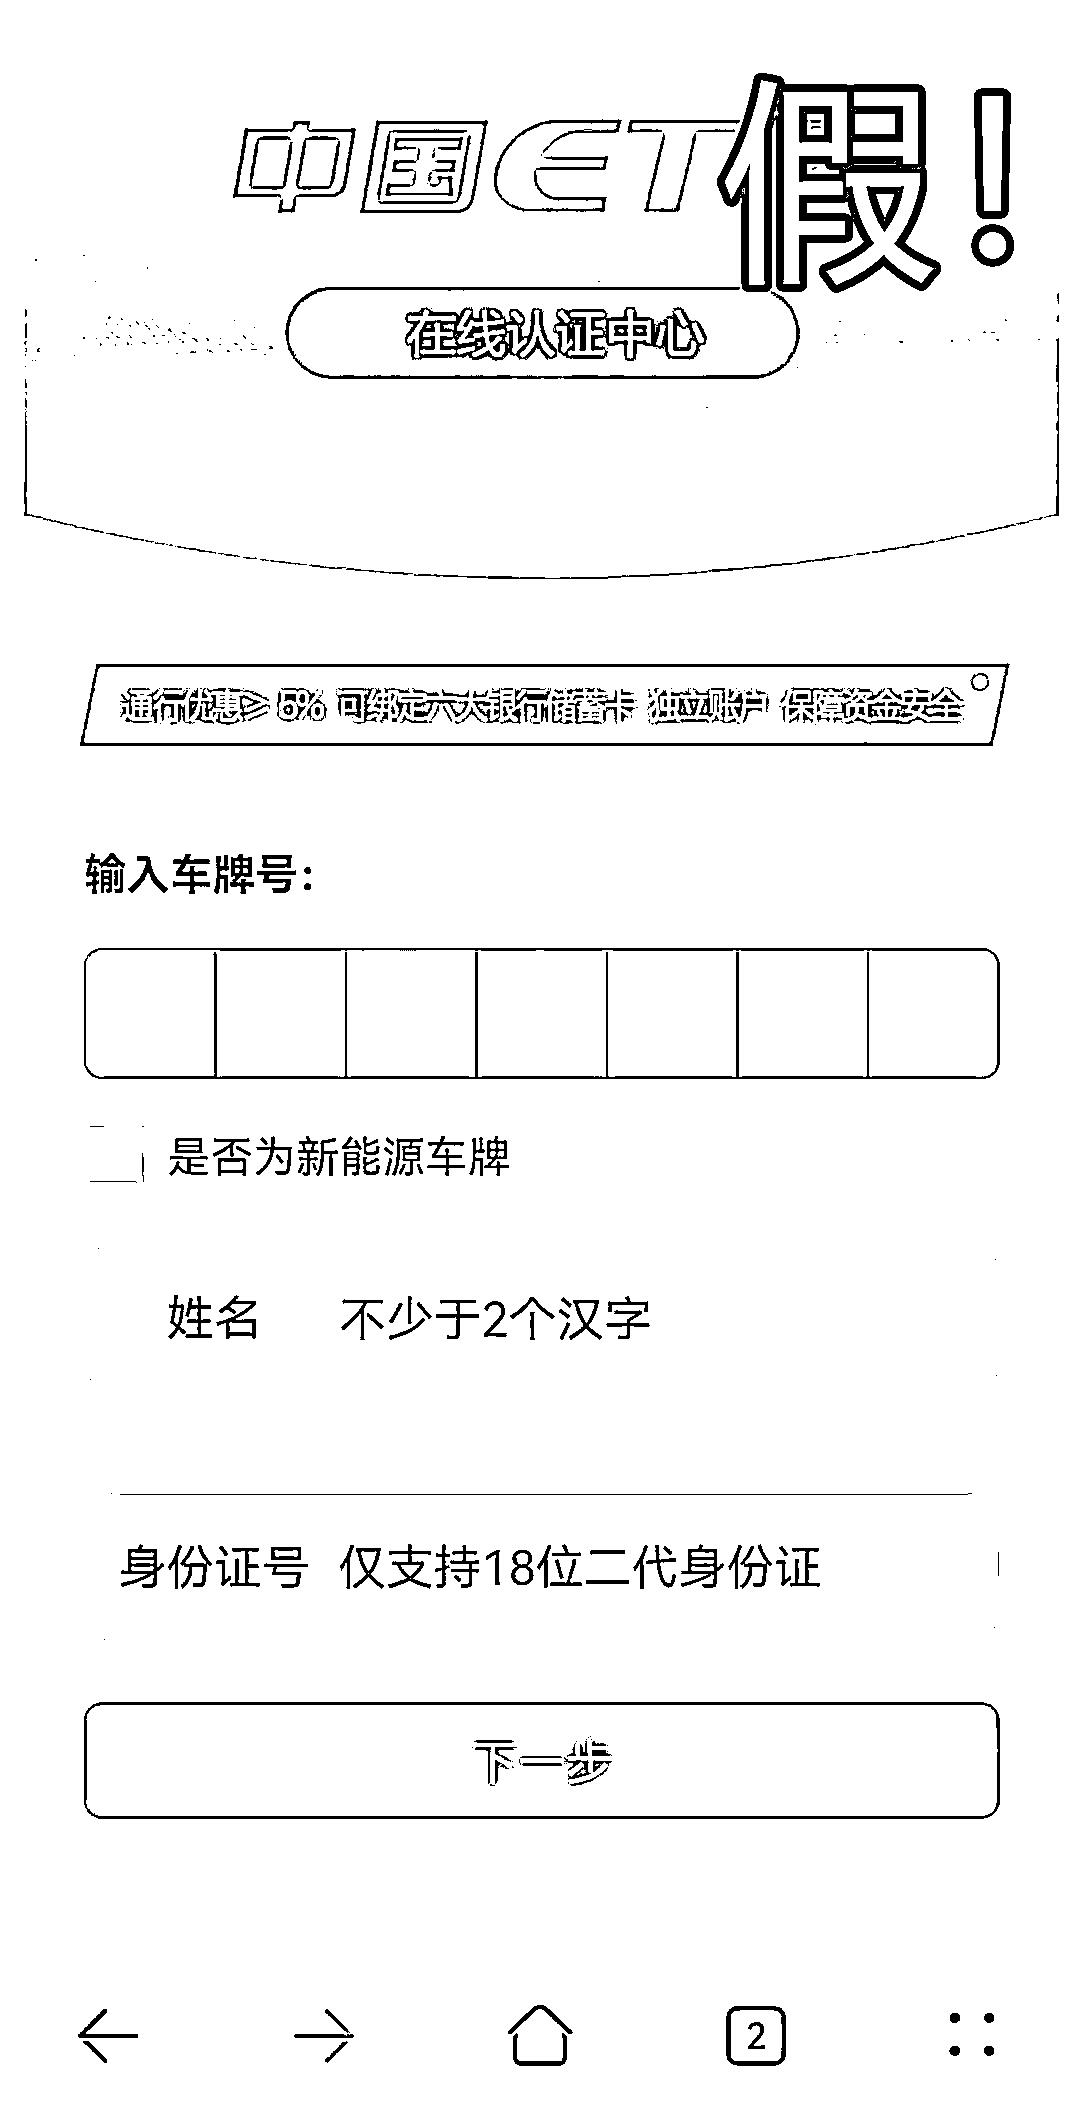 中国ET
假!
在线认证中心
通行优惠> 5% 可绑定六大银行储蓄卡 独立账户 保障资金安全
输入车牌号:
是否为新能源车牌
姓名 不少于2个汉字
身份证号 仅支持18位二代身份证
下一步
2